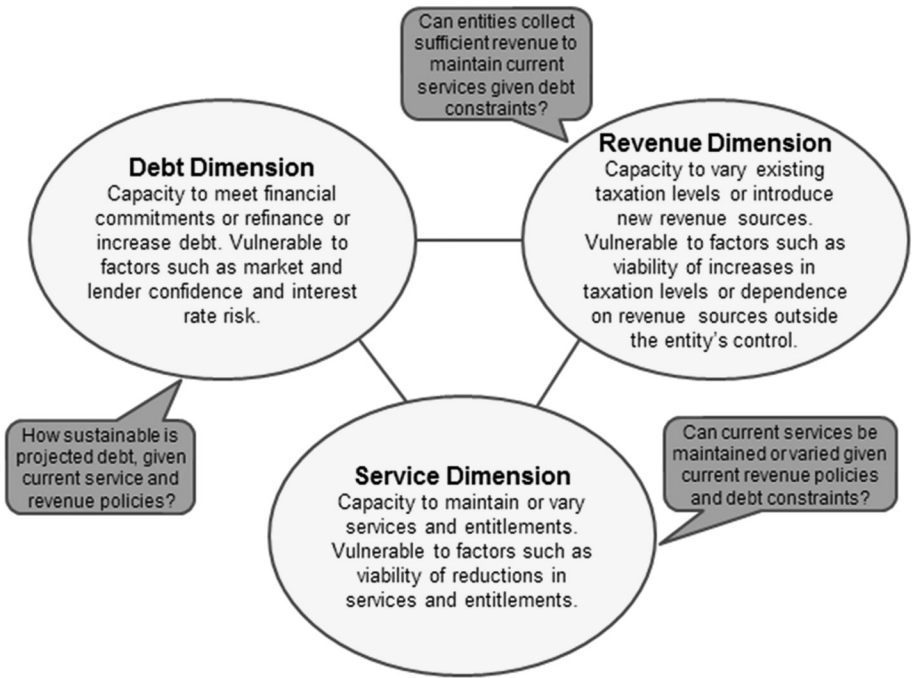 Can entities collect
sufficient revenue to
maintain current
services given debt
constraints?
Debt Dimension
Capacity to meet financial
commitments or refinance or
increase debt. Vulnerable to
factors such as market and
lender confidence and interest
rate risk.
Revenue Dimension
Capacity to vary existing
taxation levels or introduce
new revenue sources.
Vulnerable to factors such as
viability of increases in
taxation levels or dependence
on revenue sources outside
the entity's control.
How sustainable is
projected debt, given
current service and
revenue policies?
Service Dimension
Capacity to maintain or vary
services and entitlements.
Vulnerable to factors such as
viability of reductions in
services and entitlements.
Can current services be
maintained or varied given
current revenue policies
and debt constraints?